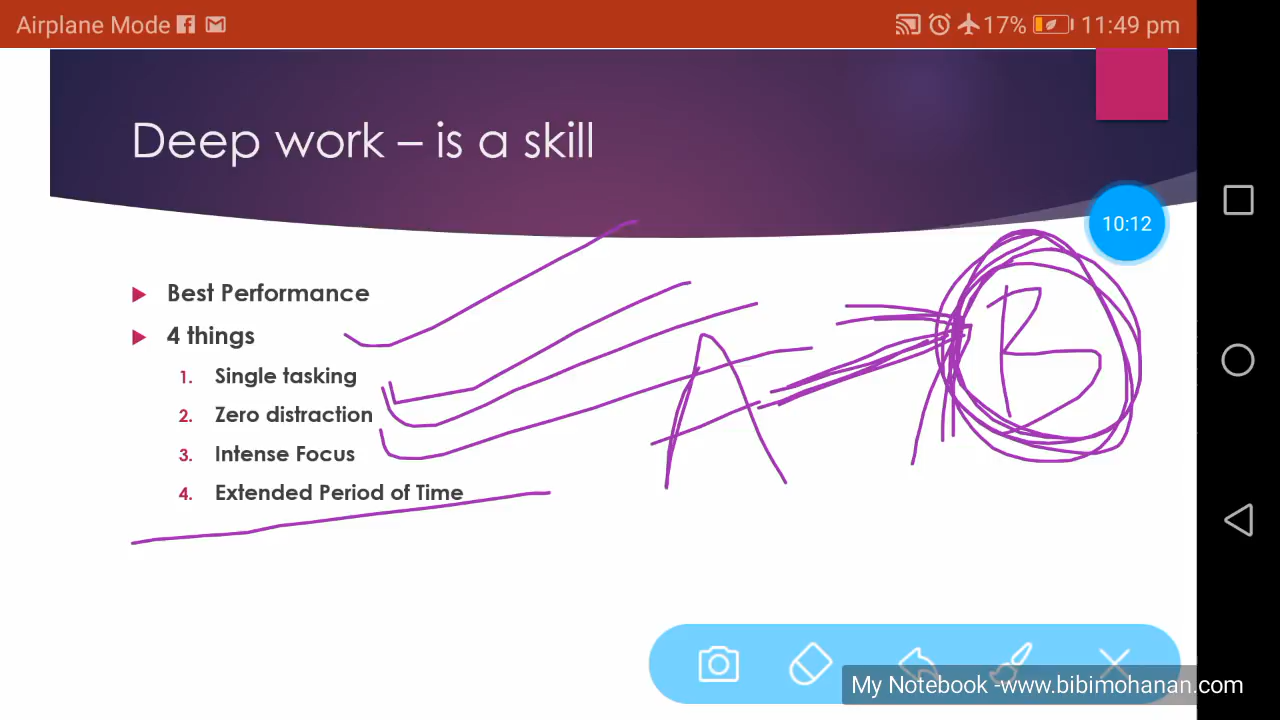 Airplane Mode
17% 11:49 pm
Deep work – is a skill
10:12
Best Performance
4 things
1. Single tasking
2. Zero distraction
3. Intense Focus
4. Extended Period of Time
A
B
My Notebook -www.bibimohanan.com